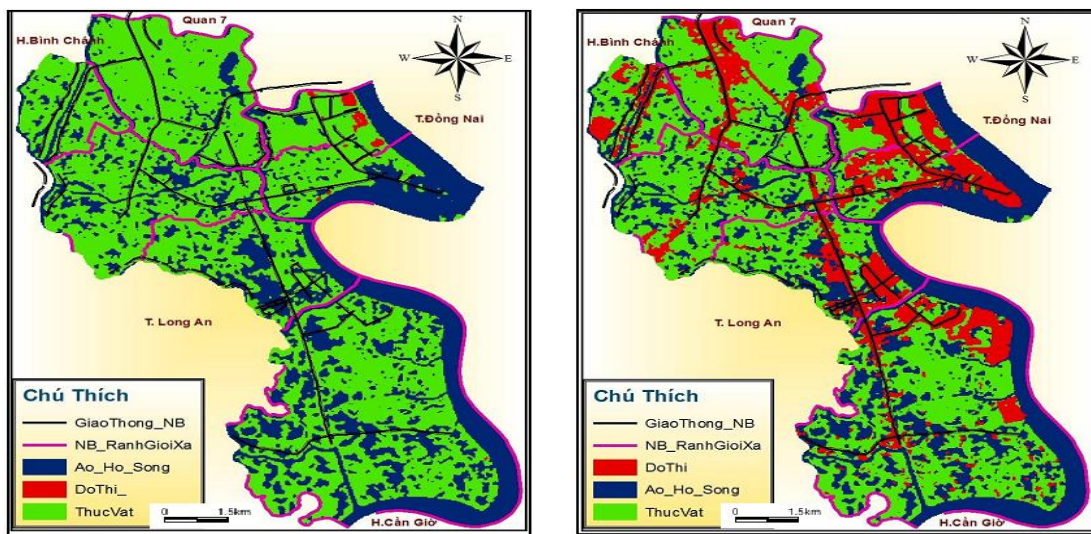 Quan 7
H.Bình Chánh
N
W
E
S
T.Đồng Nai
T. Long An
Chú Thích
GiaoThong_NB
NB_RanhGioiXa
Ao_Ho_Song
DoThi_
ThucVat
0
1.5km
H.Cần Giờ
Quan 7
H.Bình Chánh
N
W
E
S
T.Đồng Nai
T. Long An
Chú Thích
GiaoThong_NB
NB_RanhGioiXa
DoThi
Ao_Ho_Song
ThucVat
0
1.5km
H.Cần Giờ